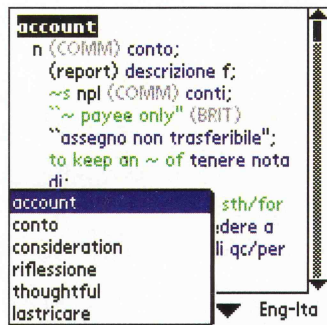 account
n (COMM) conto;
(report) descrizione f;
~s npl (COMM) conti;
``~ payee only'' (BRIT)
``assegno non trasferibile'';
to keep an ~ of tenere nota
di;
sth/for
dere a
qc/per
account
conto
consideration
riflessione
thoughtful
lastricare
Eng-Ita